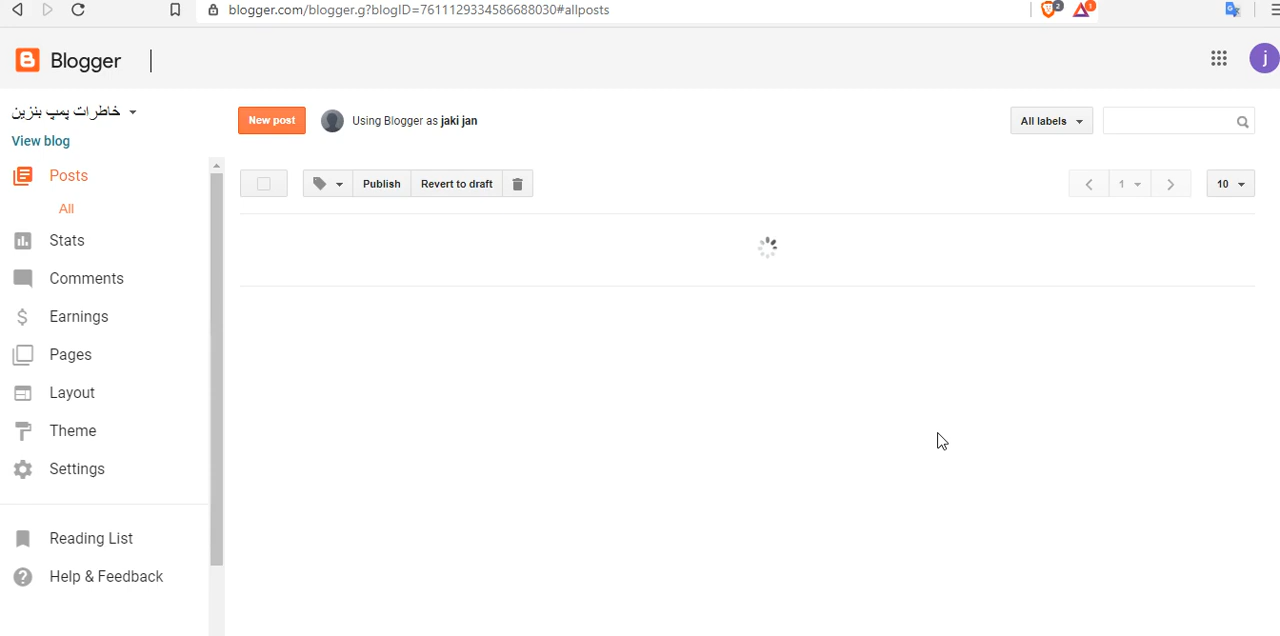 blogger.com/blogger.g?blogID=7611129334586688030#allposts
2
1
Blogger
j
خاطرات پمپ بنزین
View blog
New post
Using Blogger as jaki jan
All labels
Posts
All
Publish
Revert to draft
1
10
Stats
Comments
Earnings
Pages
Layout
Theme
Settings
Reading List
Help & Feedback